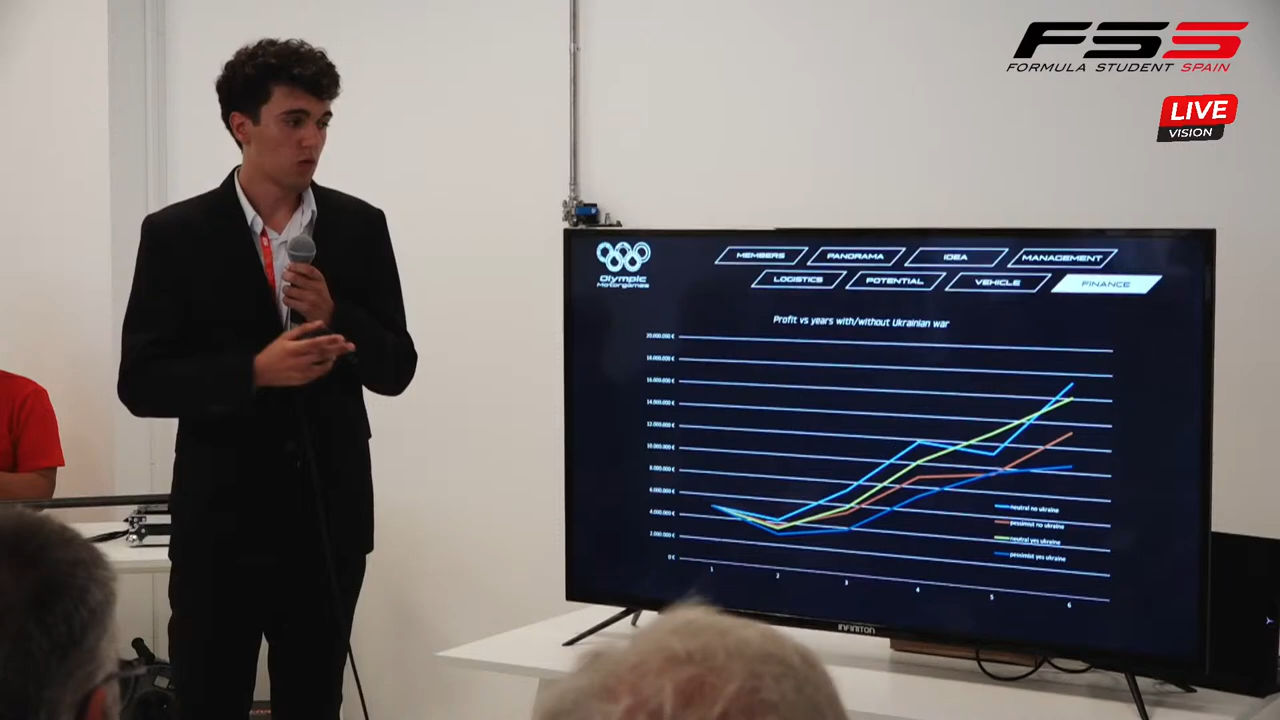 FSS
FORMULA STUDENT SPAIN
LIVE
VISION
Olympic
Motorgames
MEMBERS
PANORAMA
IDEA
MANAGEMENT
LOGISTICS
POTENTIAL
VEHICLE
FINANCE
Profit vs years with/without Ukrainian war
20.000.000 €
18.000.000 €
16.000.000 €
14.000.000 €
12.000.000 €
10.000.000 €
8.000.000 €
6.000.000 €
4.000.000 €
2.000.000 €
0 €
1
2
3
4
5
6
neutral no ukraine
pessimist no ukraine
neutral yes ukraine
pessimist yes ukraine
INFINITON